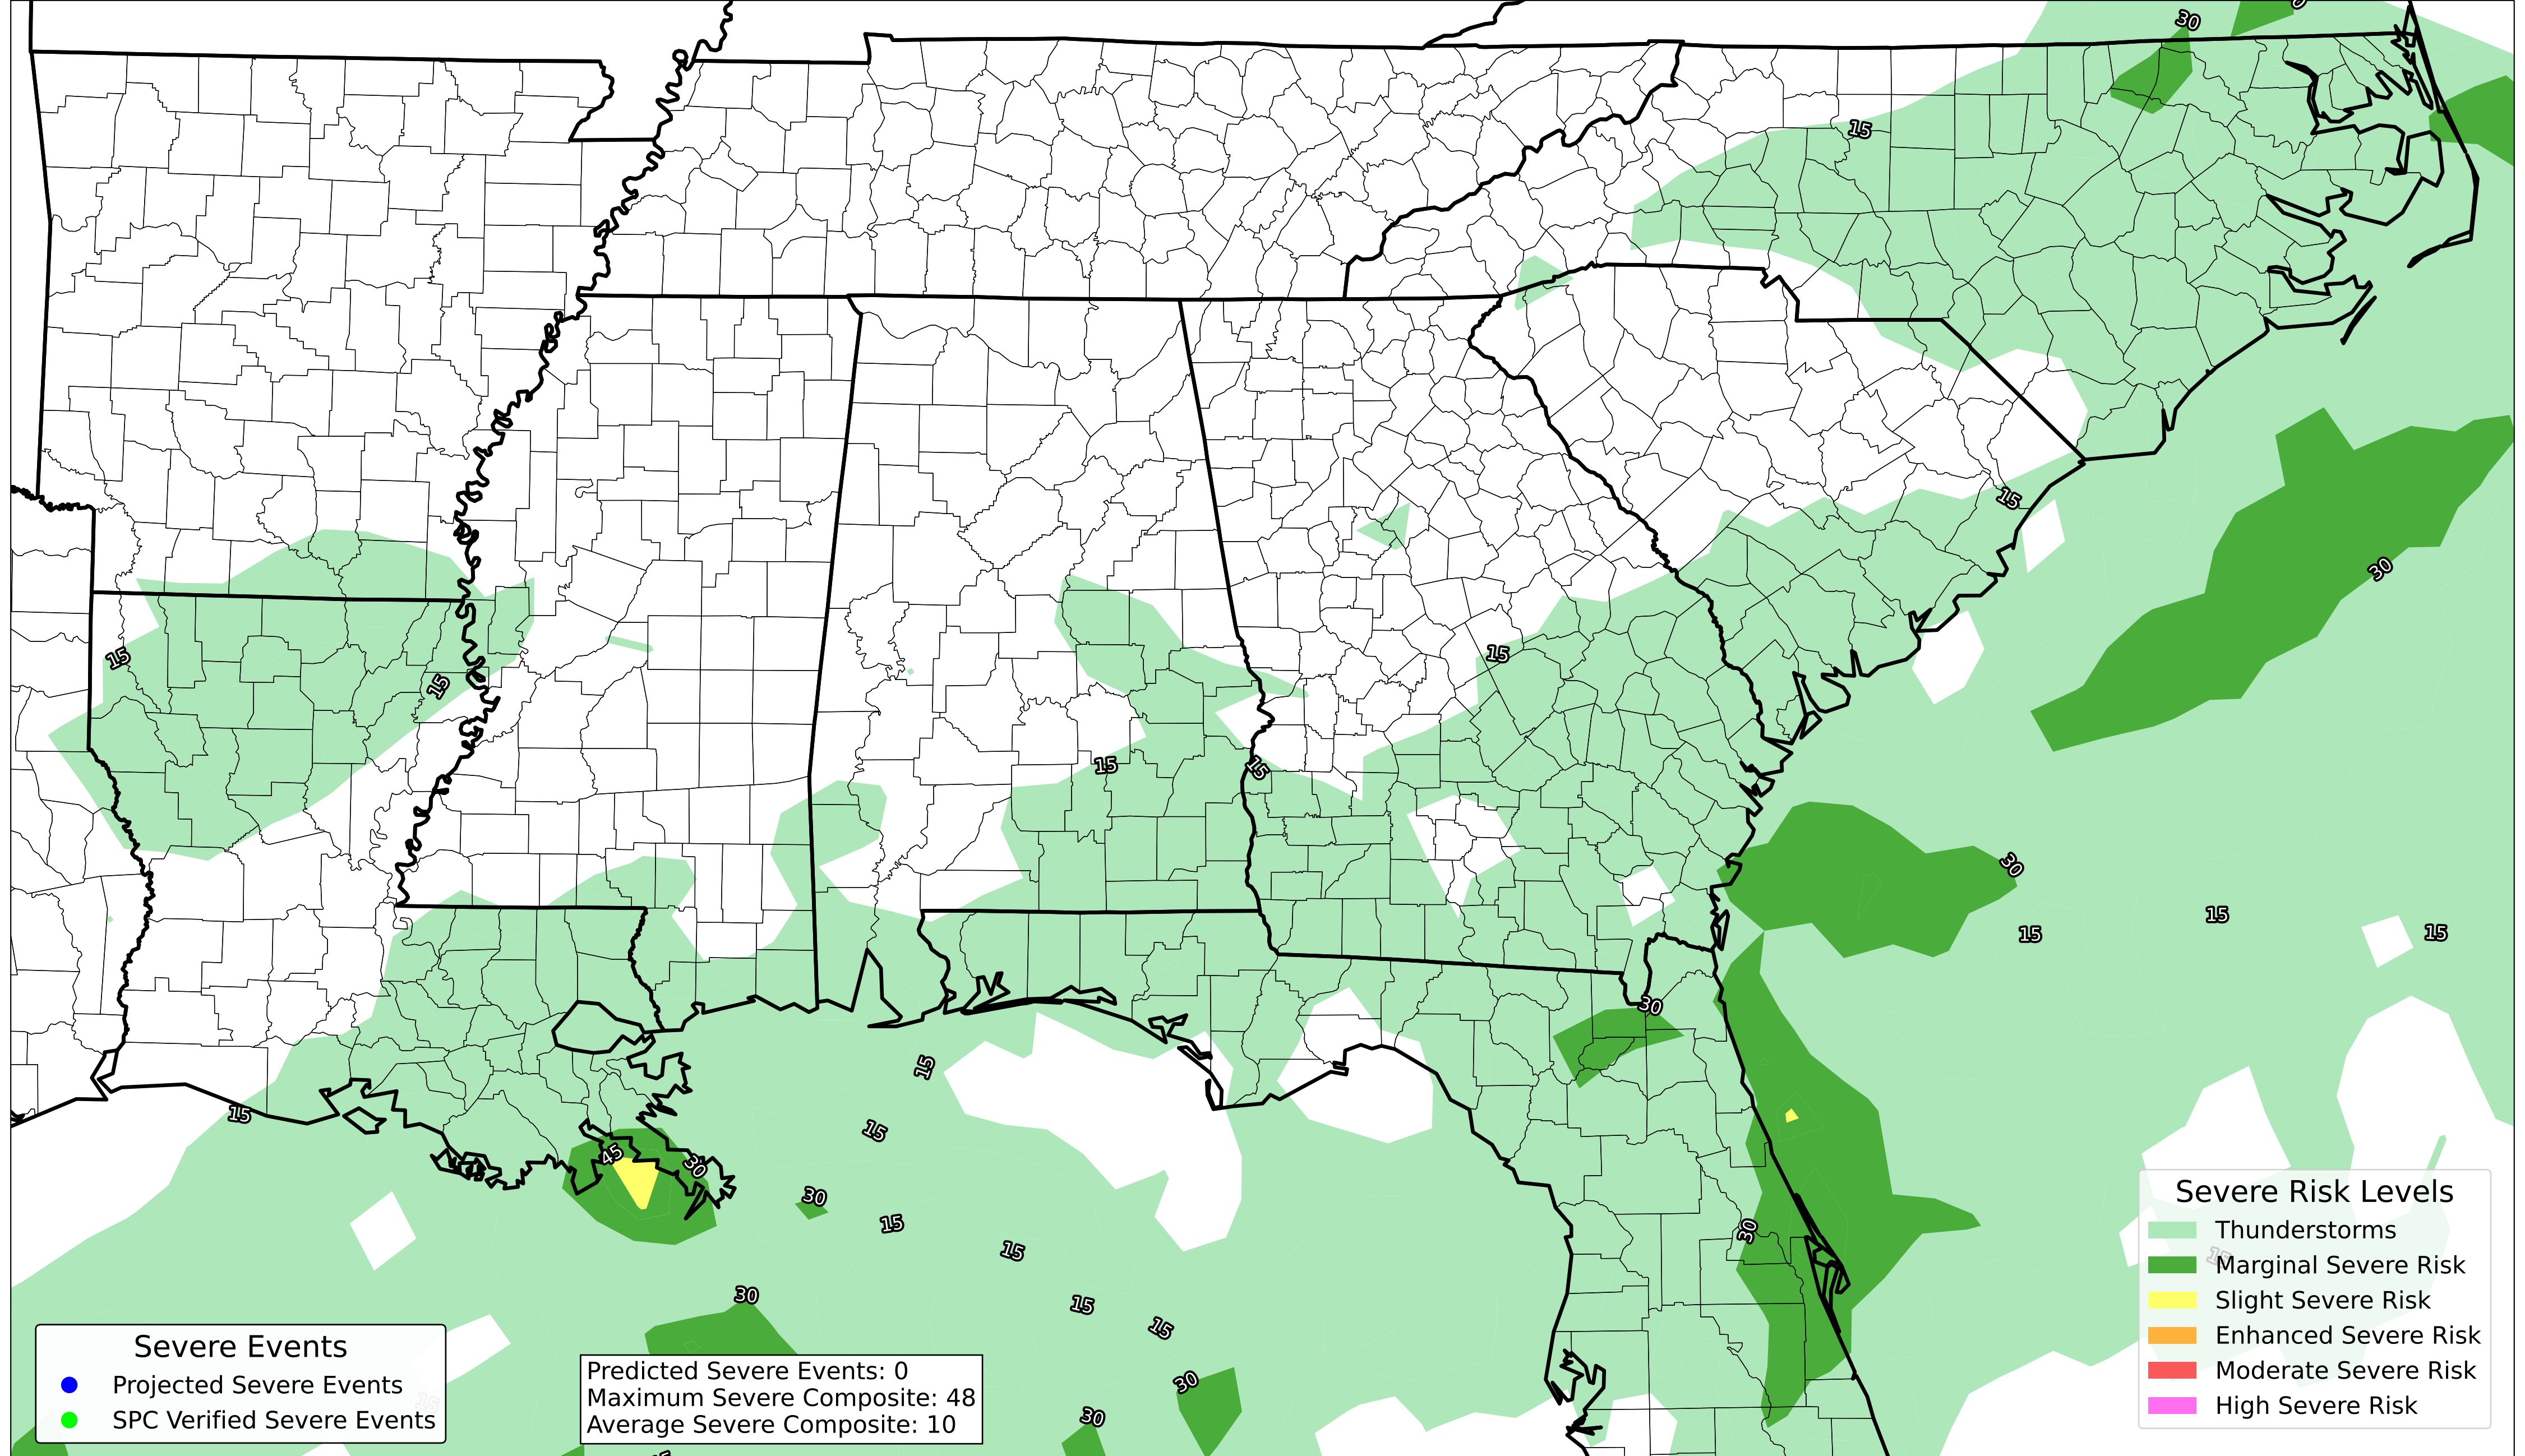 30
15
15
15
15
15
15
15
30
30
15
15
15
30
15
15
45
30
30
15
15
30
30
15
15
30
30
15
Severe Risk Levels
Thunderstorms
Marginal Severe Risk
Slight Severe Risk
Enhanced Severe Risk
Moderate Severe Risk
High Severe Risk
Severe Events
Projected Severe Events
SPC Verified Severe Events
Predicted Severe Events: 0
Maximum Severe Composite: 48
Average Severe Composite: 10